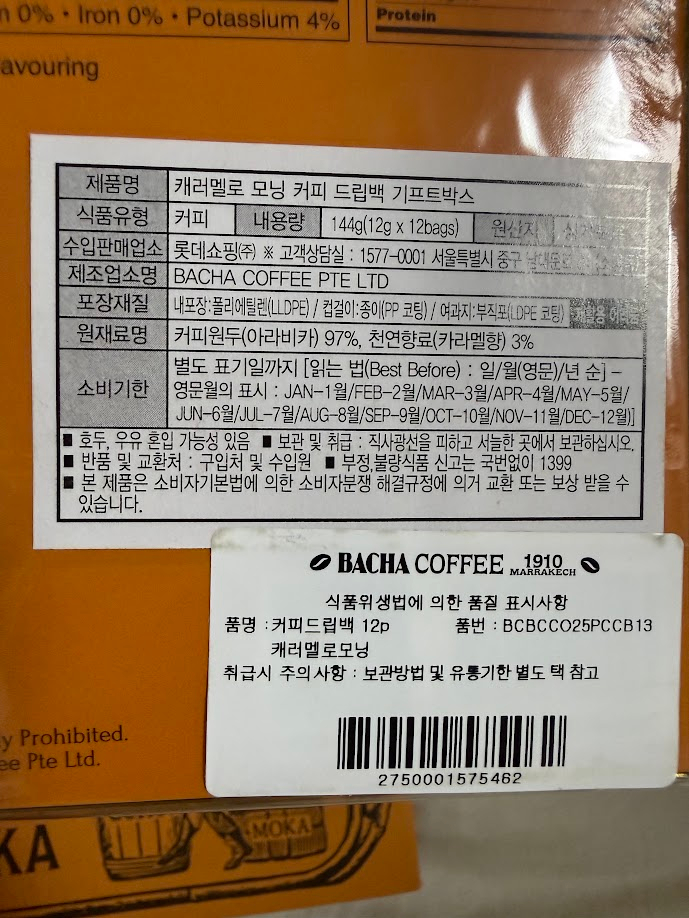 0% • Iron 0% • Potassium 4%
Protein
avouring
제품명 캐러멜로 모닝 커피 드립백 기프트박스
식품유형 커피 내용량 144g(12g x 12bags) 원산지
수입판매업소 롯데쇼핑(주) ※ 고객상담실 : 1577-0001 서울특별시 중구
제조업소명 BACHA COFFEE PTE LTD
포장재질 내포장:폴리에틸렌(LLDPE) / 컵걸이:종이(PP 코팅) / 여과지:부직포(LDPE 코팅)
원재료명 커피원두(아라비카) 97%, 천연향료(카라멜향) 3%
소비기한 별도 표기일까지 [읽는 법(Best Before) : 일/월(영문)/년 순] –
영문월의 표시 : JAN-1월/FEB-2월/MAR-3월/APR-4월/MAY-5월/
JUN-6월/JUL-7월/AUG-8월/SEP-9월/OCT-10월/NOV-11월/DEC-12월)]
■ 호두, 우유 혼입 가능성 있음 ■ 보관 및 취급 : 직사광선을 피하고 서늘한 곳에서 보관하십시오.
■ 반품 및 교환처 : 구입처 및 수입원 ■ 부정,불량식품 신고는 국번없이 1399
■ 본 제품은 소비자기본법에 의한 소비자분쟁 해결규정에 의거 교환 또는 보상 받을 수
있습니다.
BACHA COFFEE 1910
MARRAKECH
식품위생법에 의한 품질 표시사항
품명 : 커피드립백 12p 품번 : BCBCCO25PCCB13
캐러멜로모닝
취급시 주의사항 : 보관방법 및 유통기한 별도 택 참고
2750001575462
y Prohibited.
ee Pte Ltd.
KA
MOKA